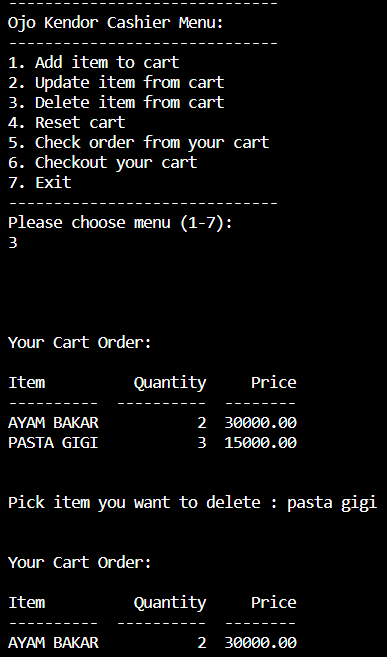 ------------------------------
Ojo Kendor Cashier Menu:
------------------------------
1. Add item to cart
2. Update item from cart
3. Delete item from cart
4. Reset cart
5. Check order from your cart
6. Checkout your cart
7. Exit
------------------------------
Please choose menu (1-7):
3
Your Cart Order:
Item          Quantity     Price
----------  ----------  --------
AYAM BAKAR           2  30000.00
PASTA GIGI           3  15000.00
Pick item you want to delete : pasta gigi
Your Cart Order:
Item          Quantity     Price
----------  ----------  --------
AYAM BAKAR           2  30000.00